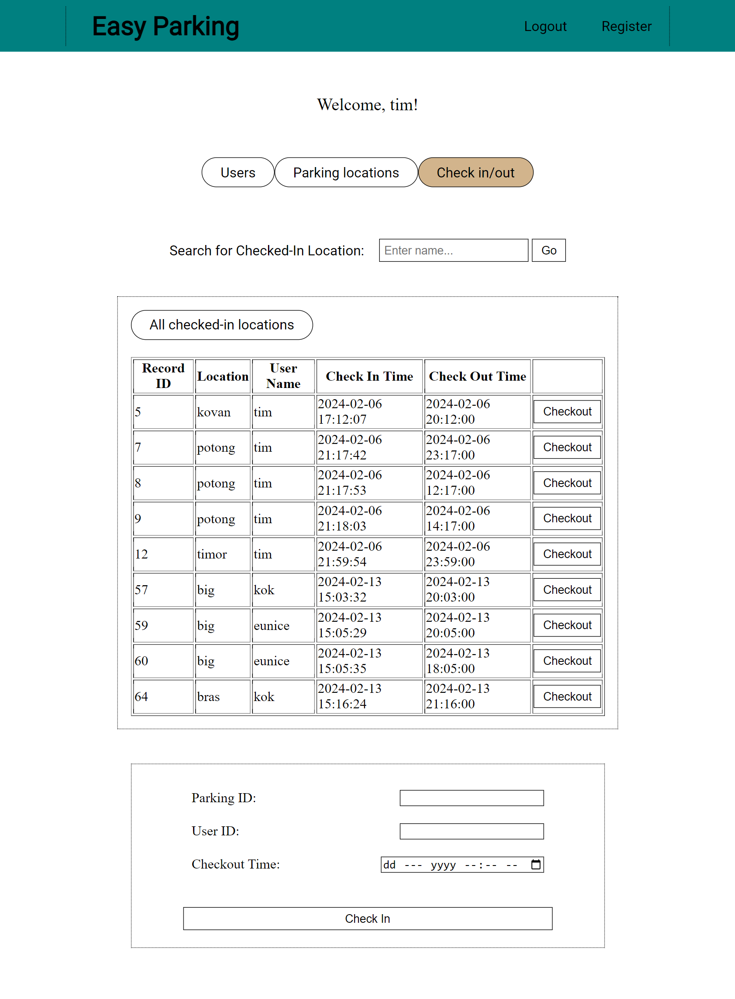 Easy Parking
Logout Register
Welcome, tim!
Users Parking locations Check in/out
Search for Checked-In Location: Enter name... Go
All checked-in locations
Record ID Location User Name Check In Time Check Out Time
5 kovan tim 2024-02-06 17:12:07 2024-02-06 20:12:00 Checkout
7 potong tim 2024-02-06 21:17:42 2024-02-06 23:17:00 Checkout
8 potong tim 2024-02-06 21:17:53 2024-02-06 12:17:00 Checkout
9 potong tim 2024-02-06 21:18:03 2024-02-06 14:17:00 Checkout
12 timor tim 2024-02-06 21:59:54 2024-02-06 23:59:00 Checkout
57 big kok 2024-02-13 15:03:32 2024-02-13 20:03:00 Checkout
59 big eunice 2024-02-13 15:05:29 2024-02-13 20:05:00 Checkout
60 big eunice 2024-02-13 15:05:35 2024-02-13 18:05:00 Checkout
64 bras kok 2024-02-13 15:16:24 2024-02-13 21:16:00 Checkout
Parking ID:
User ID:
Checkout Time: dd --- yyyy --:-- --
Check In